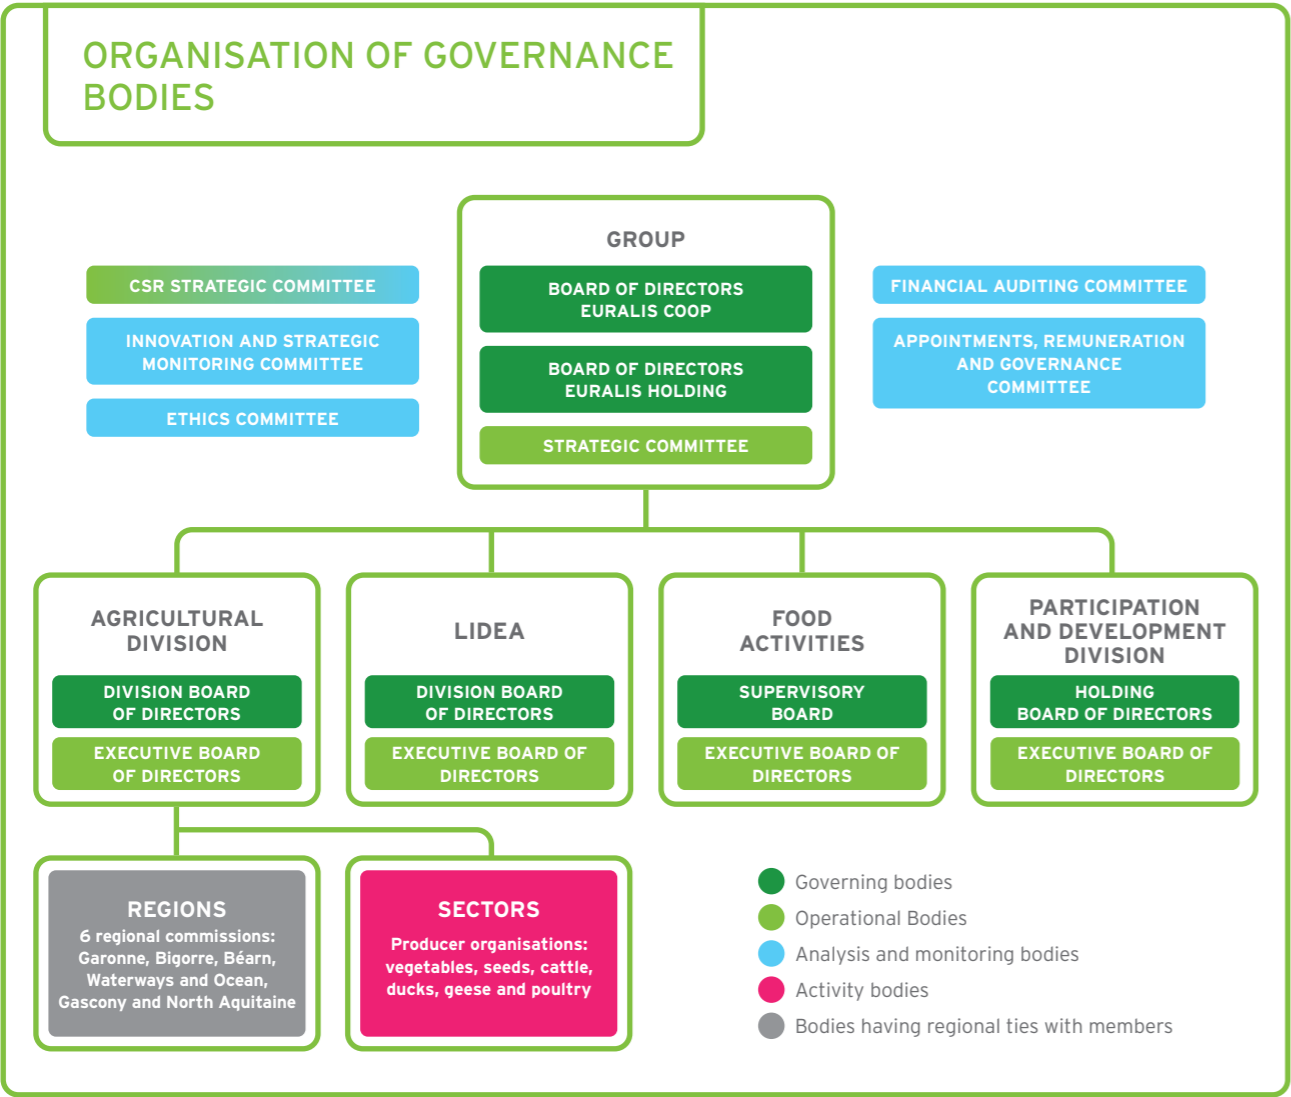 ORGANISATION OF GOVERNANCE
BODIES
GROUP
BOARD OF DIRECTORS
EURALIS COOP
BOARD OF DIRECTORS
EURALIS HOLDING
STRATEGIC COMMITTEE
CSR STRATEGIC COMMITTEE
INNOVATION AND STRATEGIC
MONITORING COMMITTEE
ETHICS COMMITTEE
FINANCIAL AUDITING COMMITTEE
APPOINTMENTS, REMUNERATION
AND GOVERNANCE
COMMITTEE
AGRICULTURAL
DIVISION
DIVISION BOARD
OF DIRECTORS
EXECUTIVE BOARD
OF DIRECTORS
LIDEA
DIVISION BOARD
OF DIRECTORS
EXECUTIVE BOARD OF
DIRECTORS
FOOD
ACTIVITIES
SUPERVISORY
BOARD
EXECUTIVE BOARD OF
DIRECTORS
PARTICIPATION
AND DEVELOPMENT
DIVISION
HOLDING
BOARD OF DIRECTORS
EXECUTIVE BOARD OF
DIRECTORS
REGIONS
6 regional commissions:
Garonne, Bigorre, Béarn,
Waterways and Ocean,
Gascony and North Aquitaine
SECTORS
Producer organisations:
vegetables, seeds, cattle,
ducks, geese and poultry
Governing bodies
Operational Bodies
Analysis and monitoring bodies
Activity bodies
Bodies having regional ties with members